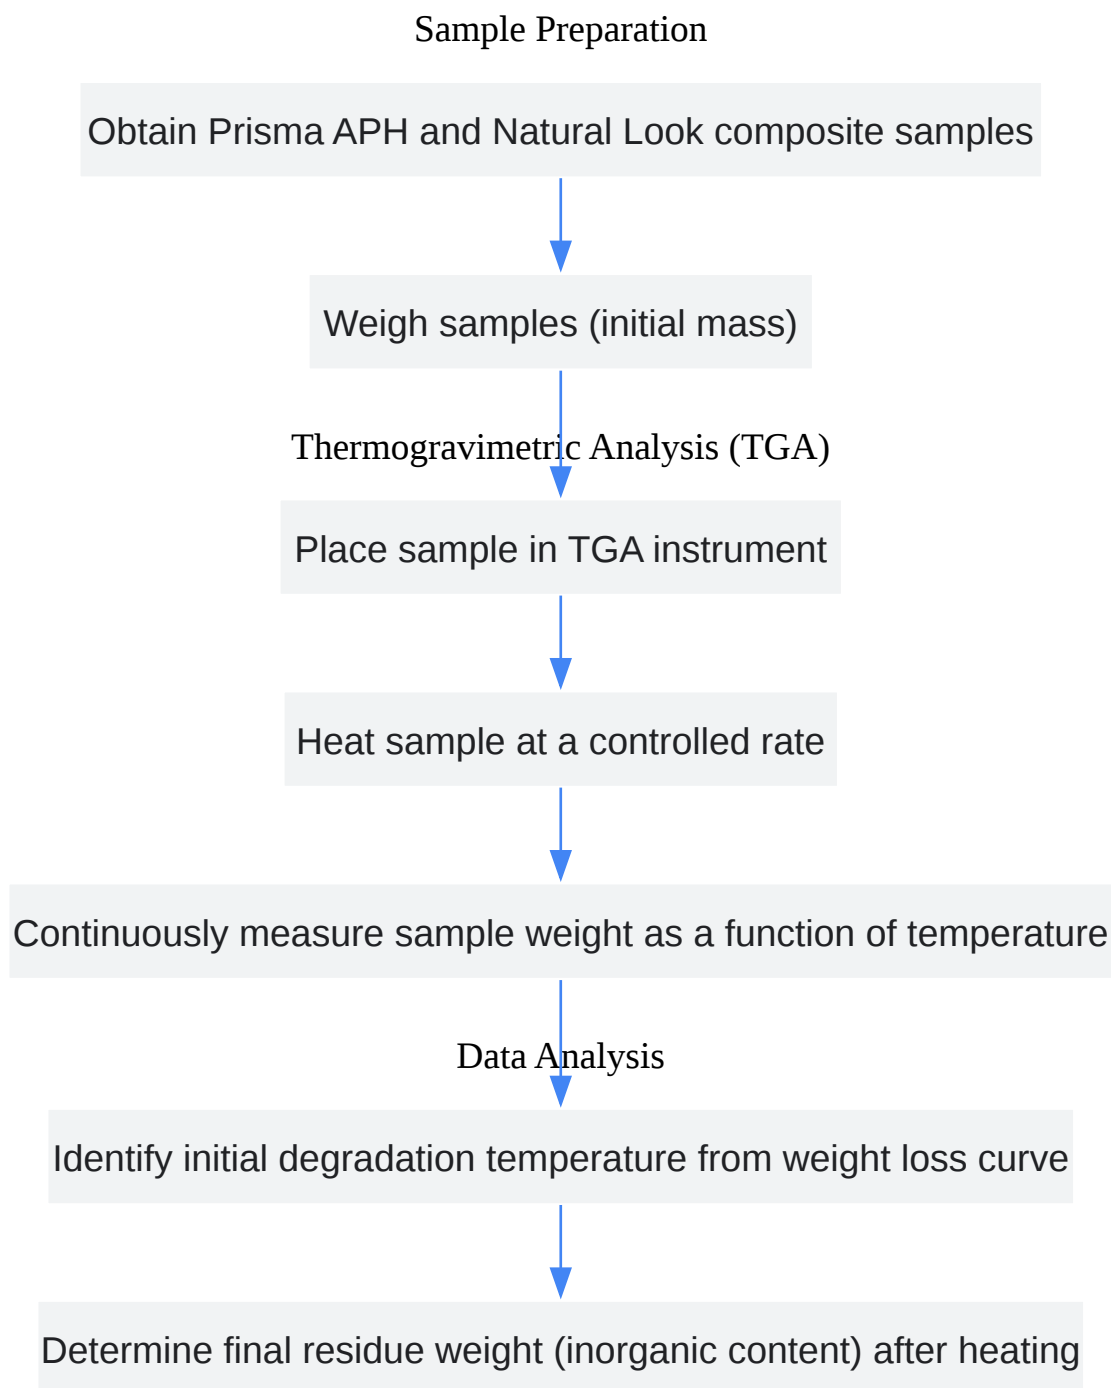 Sample Preparation
Obtain Prisma APH and Natural Look composite samples
Weigh samples (initial mass)
Thermogravimetric Analysis (TGA)
Place sample in TGA instrument
Heat sample at a controlled rate
Continuously measure sample weight as a function of temperature
Data Analysis
Identify initial degradation temperature from weight loss curve
Determine final residue weight (inorganic content) after heating